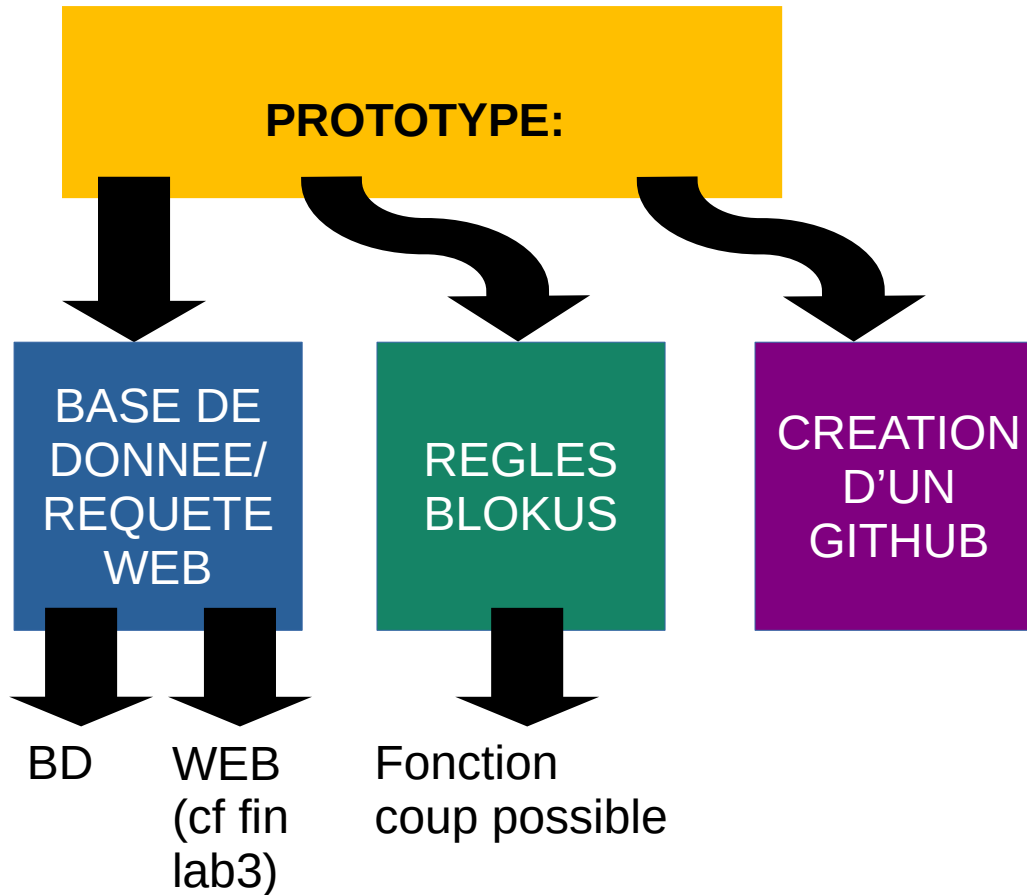 PROTOTYPE:
BASE DE
DONNEE/
REQUETE
WEB
REGLES
BLOKUS
CREATION
D’UN
GITHUB
BD
WEB
(cf fin
lab3)
Fonction
coup possible